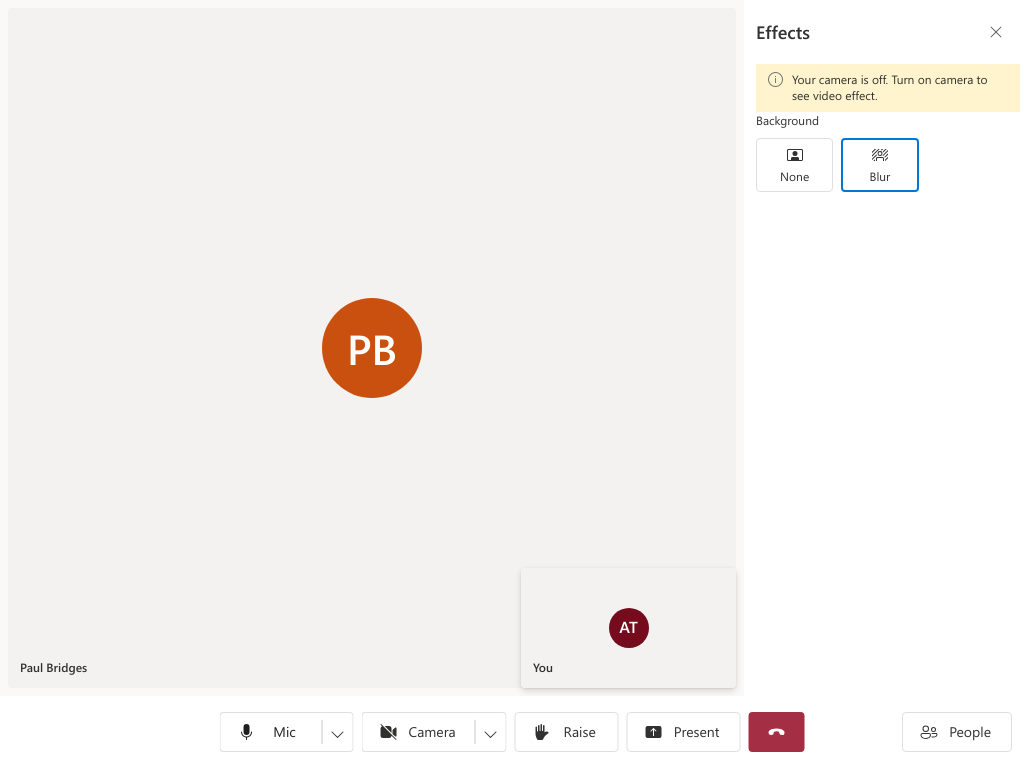 Effects
Your camera is off. Turn on camera to
see video effect.
Background
None
Blur
PB
AT
Paul Bridges
You
Mic
Camera
Raise
Present
People